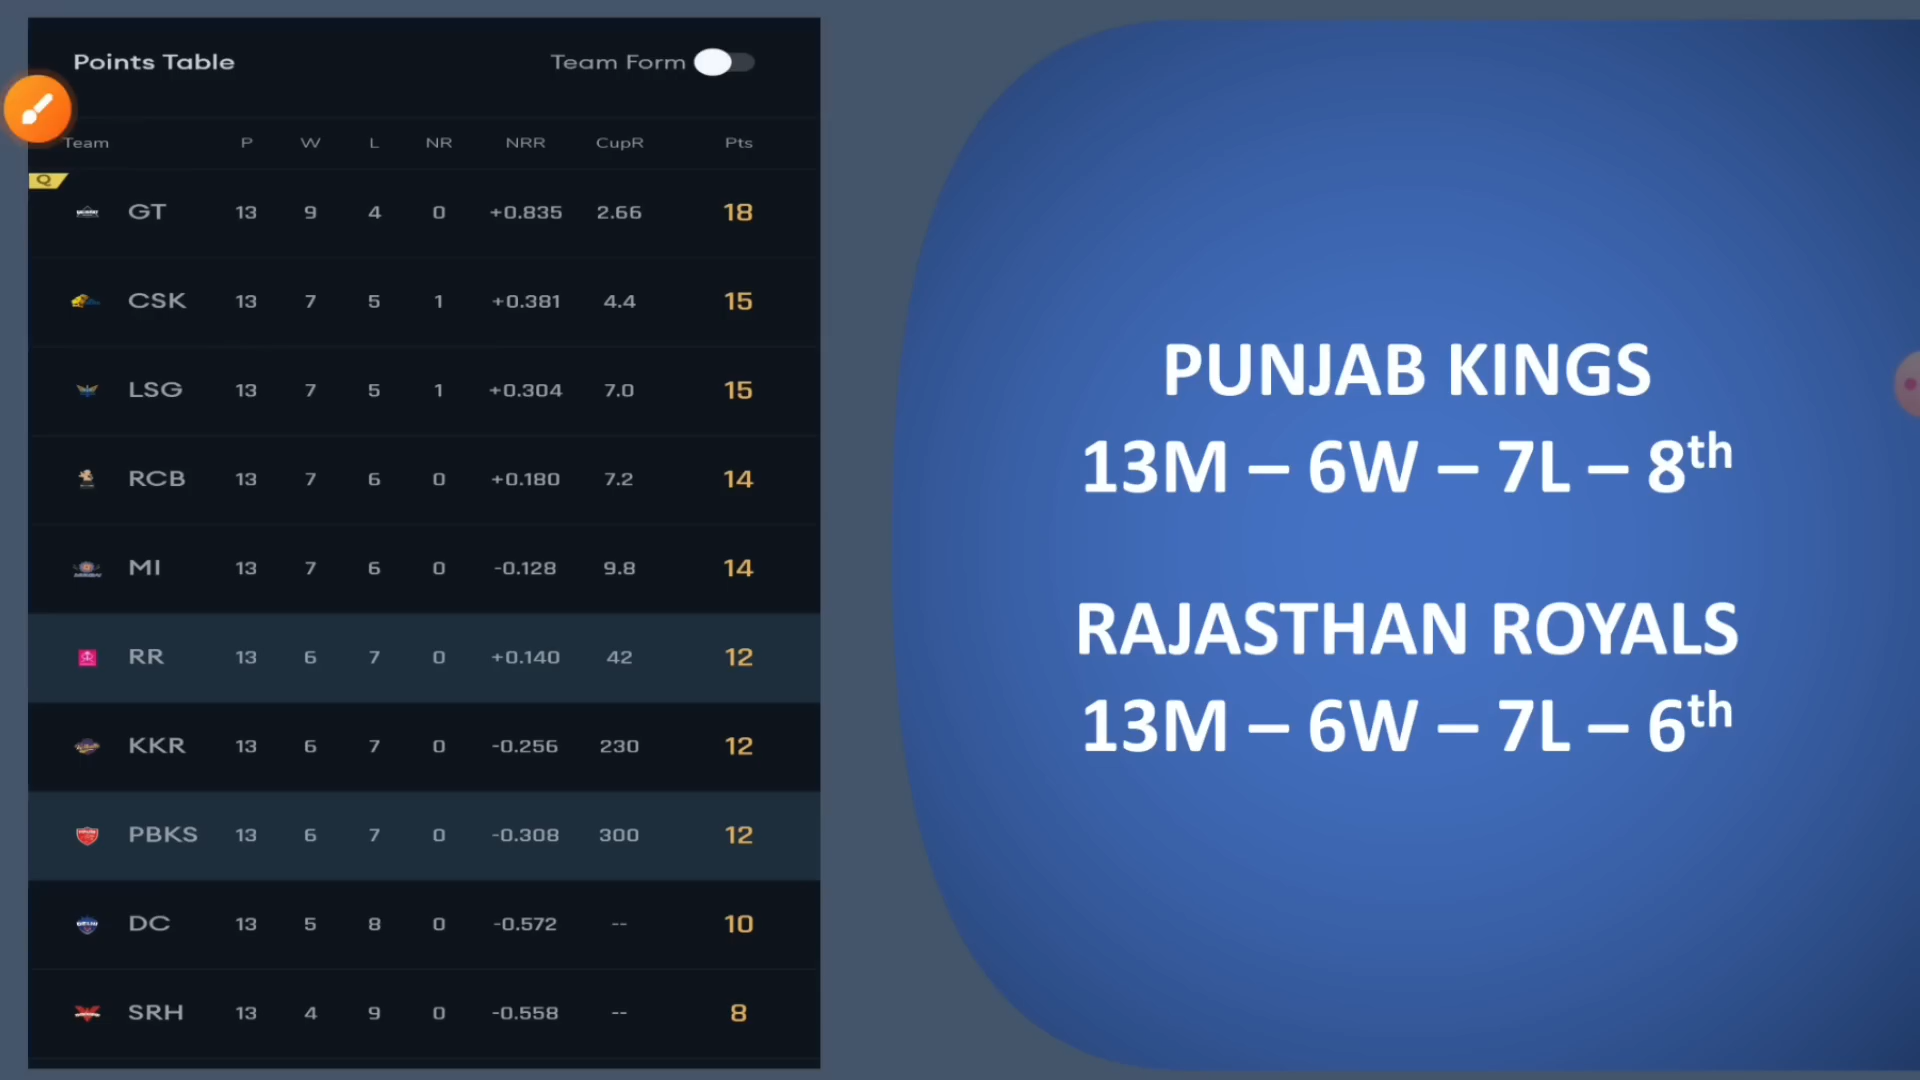 Points Table Team Form
Team P W L NR NRR CupR Pts
Q
GT 13 9 4 0 +0.835 2.66 18
CSK 13 7 5 1 +0.381 4.4 15
LSG 13 7 5 1 +0.304 7.0 15
RCB 13 7 6 0 +0.180 7.2 14
MI 13 7 6 0 -0.128 9.8 14
RR 13 6 7 0 +0.140 42 12
KKR 13 6 7 0 -0.256 230 12
PBKS 13 6 7 0 -0.308 300 12
DC 13 5 8 0 -0.572 -- 10
SRH 13 4 9 0 -0.558 -- 8
PUNJAB KINGS
13M – 6W – 7L – 8th
RAJASTHAN ROYALS
13M – 6W – 7L – 6th